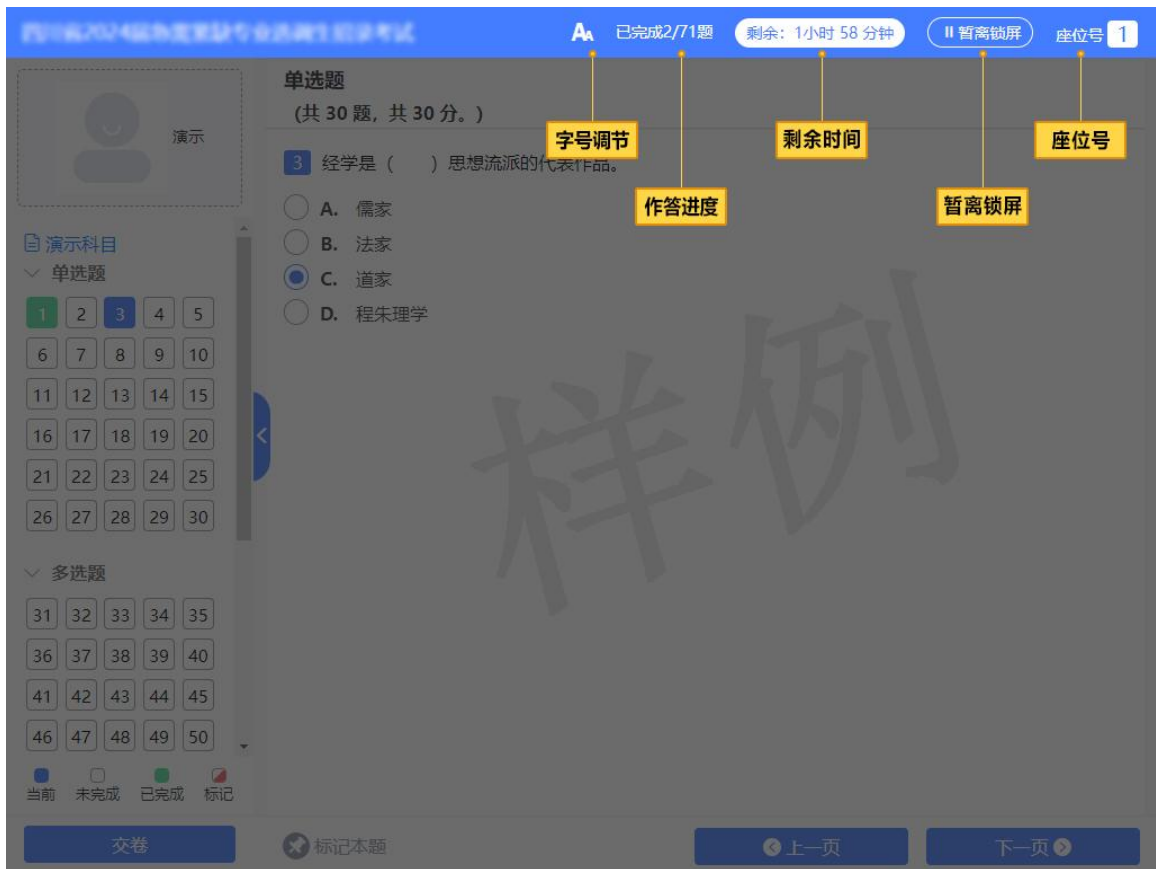 AA 已完成2/71题 剩余：1小时 58 分钟 暂离锁屏 座位号 1
演示
单选题
(共 30 题，共 30 分。)
字号调节 剩余时间 座位号
作答进度 暂离锁屏
3 经学是（ ）思想流派的代表作品。
A. 儒家
B. 法家
C. 道家
D. 程朱理学
演示科目
单选题
1 2 3 4 5
6 7 8 9 10
11 12 13 14 15
16 17 18 19 20
21 22 23 24 25
26 27 28 29 30
多选题
31 32 33 34 35
36 37 38 39 40
41 42 43 44 45
46 47 48 49 50
当前 未完成 已完成 标记
样例
交卷 标记本题 上一页 下一页